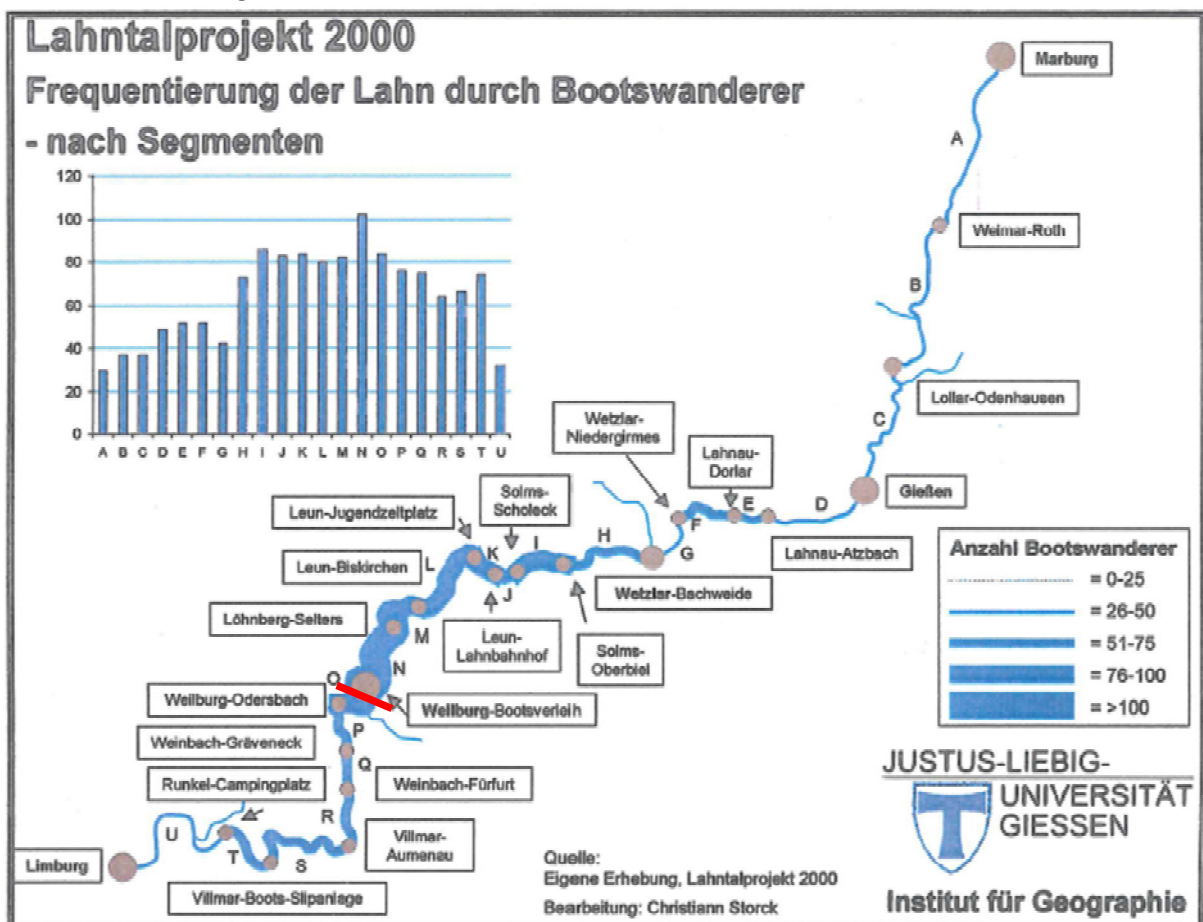 Lahntalprojekt 2000
Frequentierung der Lahn durch Bootswanderer
- nach Segmenten
120
100
80
60
40
20
0
A B C D E F G H I J K L M N O P Q R S T U
Marburg
A
Weimar-Roth
B
Lollar-Odenhausen
C
Gießen
D
Lahnau-Atzbach
E
Lahnau-
Dorlar
F
Wetzlar-
Niedergirmes
G
Wetzlar-Bachweide
H
Solms-
Oberbiel
I
Solms-
Scholeck
J
Leun-
Lahnbahnhof
K
Leun-Jugendzeltplatz
L
Leun-Biskirchen
M
Löhnberg-Selters
N
Weilburg-Bootsverleih
O
Weilburg-Odersbach
P
Weinbach-Gräveneck
Q
Weinbach-Fürfurt
R
Villmar-
Aumenau
S
Villmar-Boots-Slipanlage
T
Runkel-Campingplatz
U
Limburg
Anzahl Bootswanderer
= 0-25
= 26-50
= 51-75
= 76-100
= >100
JUSTUS-LIEBIG-
UNIVERSITÄT
GIESSEN
Institut für Geographie
Quelle:
Eigene Erhebung, Lahntalprojekt 2000
Bearbeitung: Christiann Storck